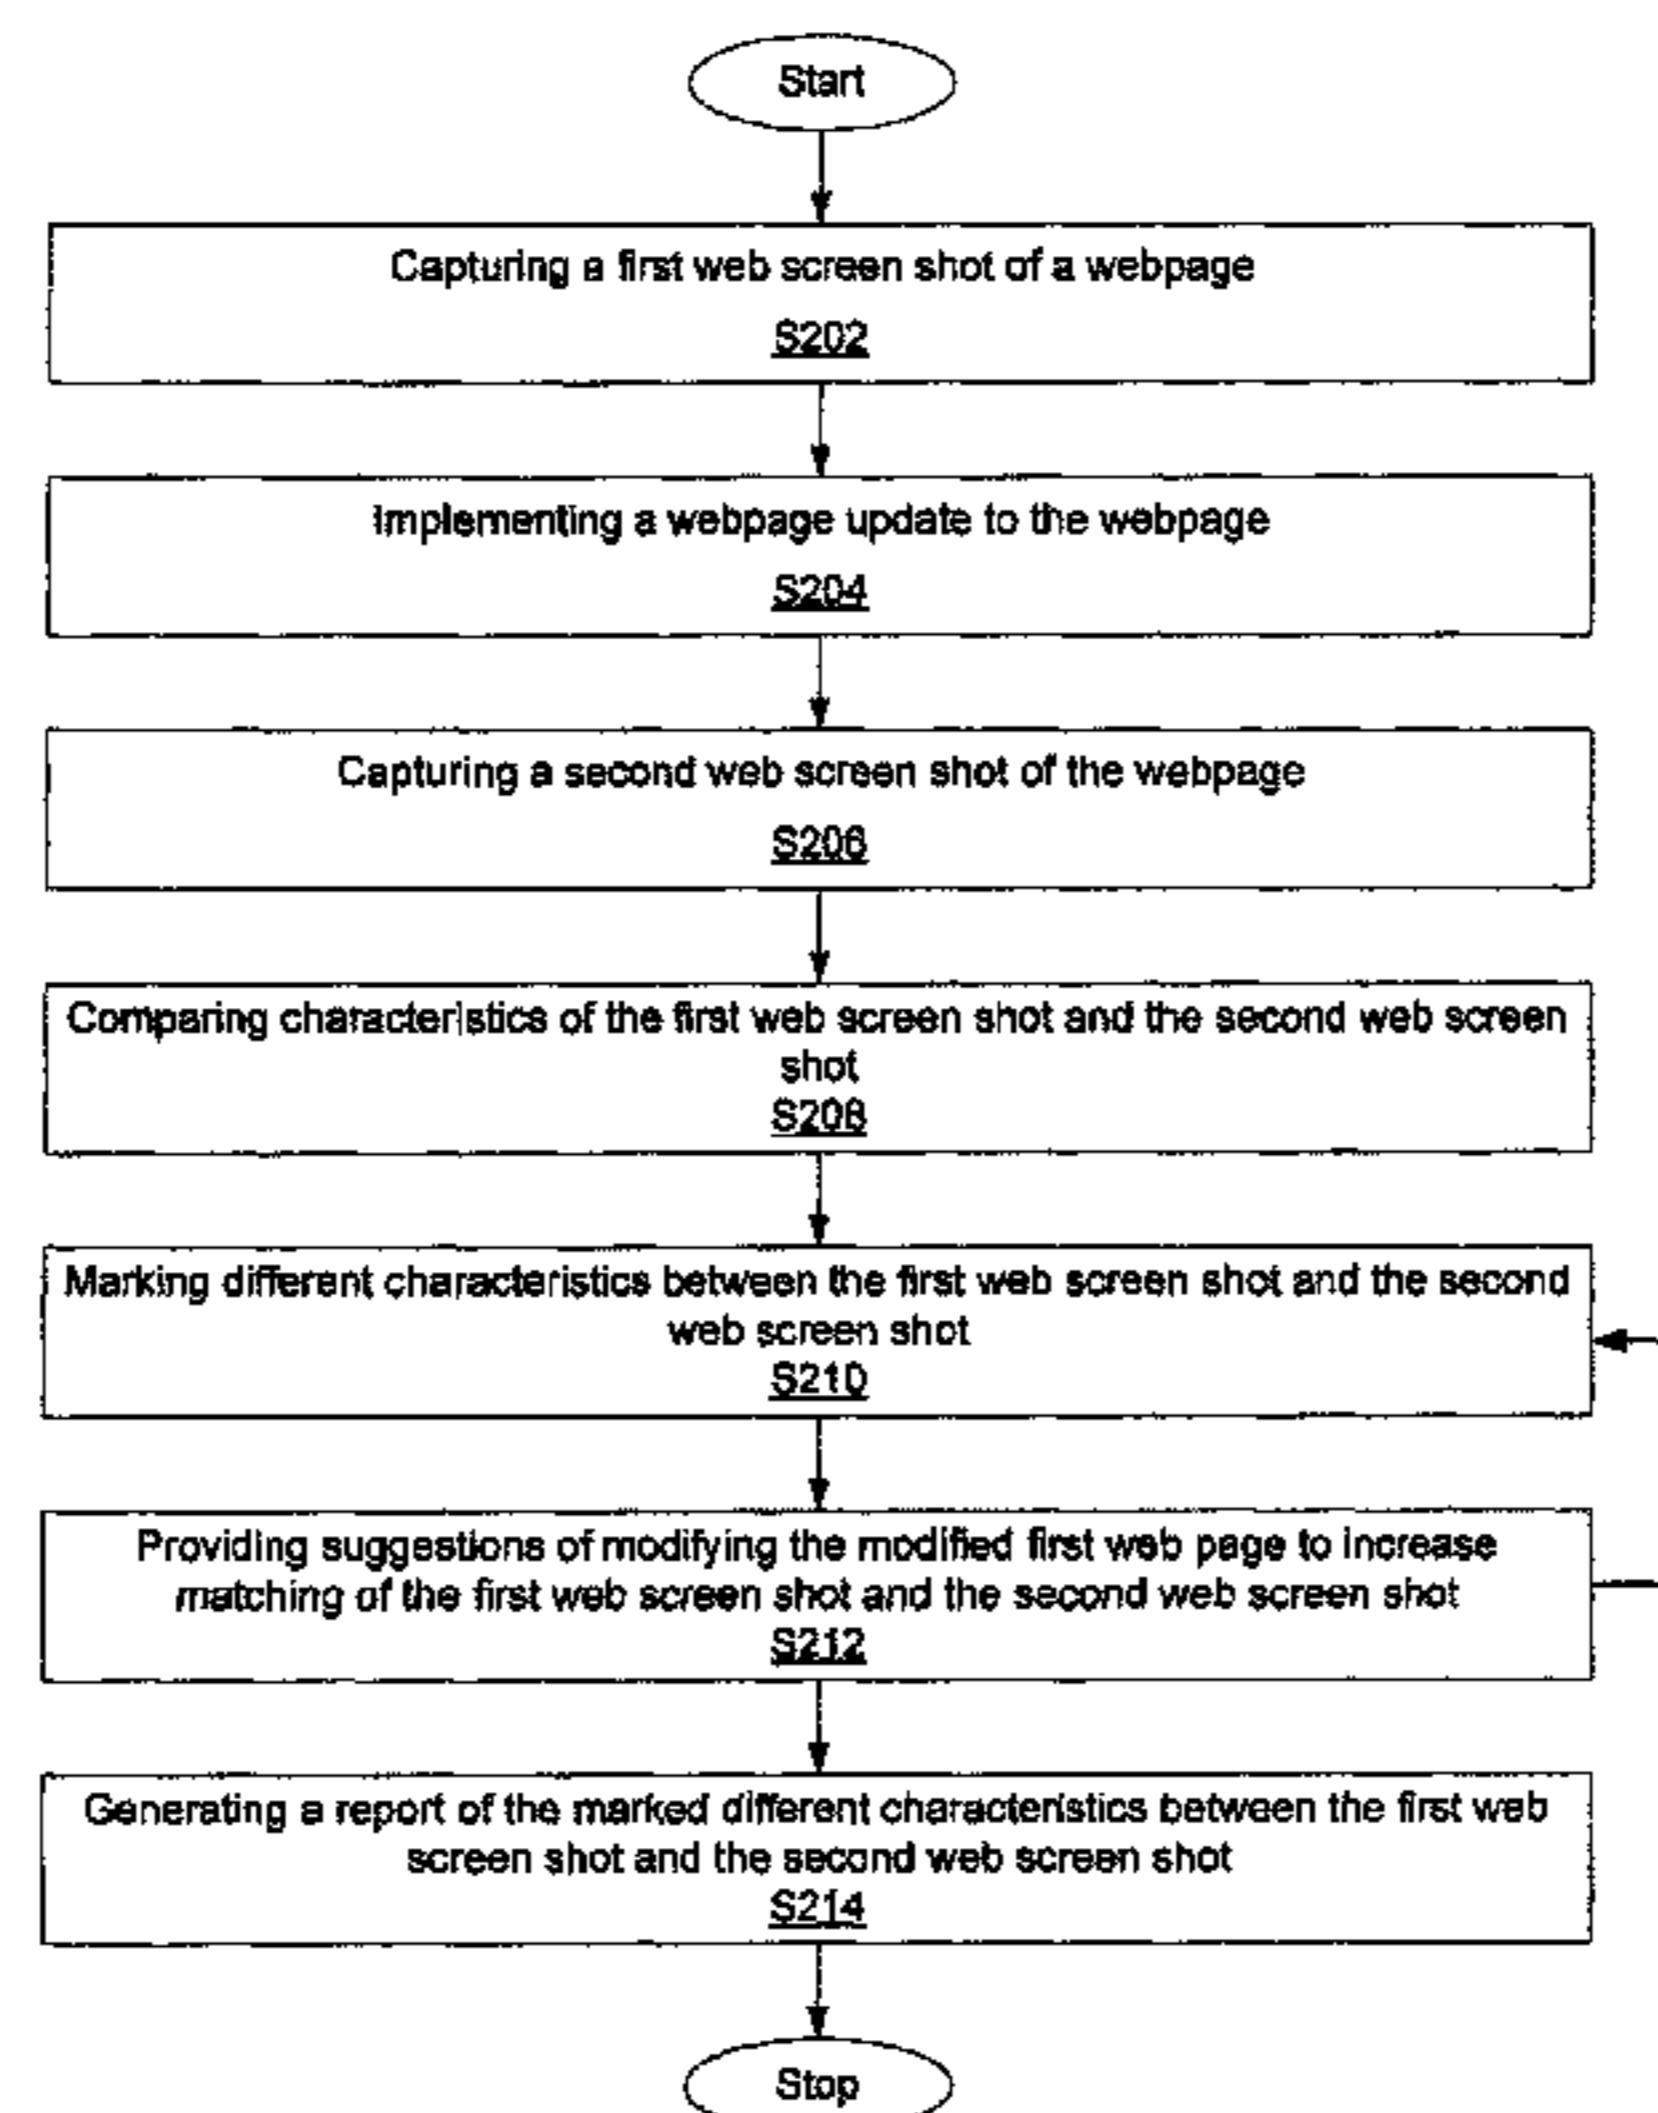 Start
Capturing a first web screen shot of a webpage
S202
Implementing a webpage update to the webpage
S204
Capturing a second web screen shot of the webpage
S206
Comparing characteristics of the first web screen shot and the second web screen
shot
S208
Marking different characteristics between the first web screen shot and the second
web screen shot
S210
Providing suggestions of modifying the modified first web page to increase
matching of the first web screen shot and the second web screen shot
S212
Generating a report of the marked different characteristics between the first web
screen shot and the second web screen shot
S214
Stop